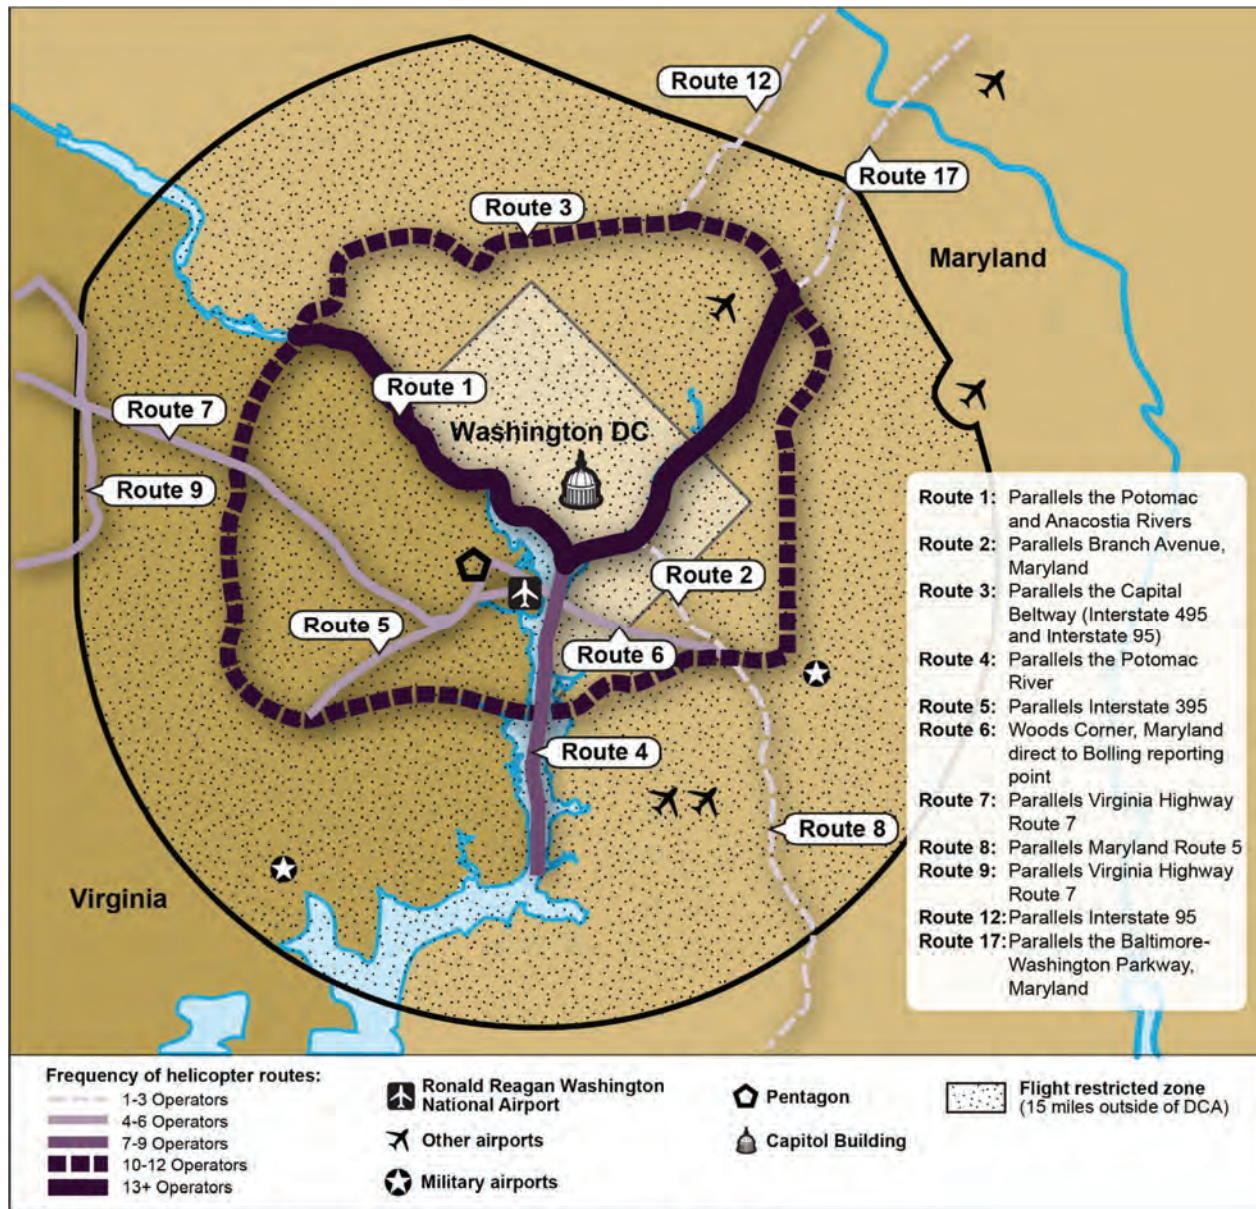 Route 12
Route 17
Route 3
Maryland
Route 1
Route 7
Washington DC
Route 9
Route 2
Route 5
Route 6
Route 4
Route 8
Virginia
Route 1: Parallels the Potomac
and Anacostia Rivers
Route 2: Parallels Branch Avenue,
Maryland
Route 3: Parallels the Capital
Beltway (Interstate 495
and Interstate 95)
Route 4: Parallels the Potomac
River
Route 5: Parallels Interstate 395
Route 6: Woods Corner, Maryland
direct to Bolling reporting
point
Route 7: Parallels Virginia Highway
Route 7
Route 8: Parallels Maryland Route 5
Route 9: Parallels Virginia Highway
Route 7
Route 12: Parallels Interstate 95
Route 17: Parallels the Baltimore-
Washington Parkway,
Maryland
Frequency of helicopter routes:
1-3 Operators
4-6 Operators
7-9 Operators
10-12 Operators
13+ Operators
Ronald Reagan Washington
National Airport
Other airports
Military airports
Pentagon
Capitol Building
Flight restricted zone
(15 miles outside of DCA)